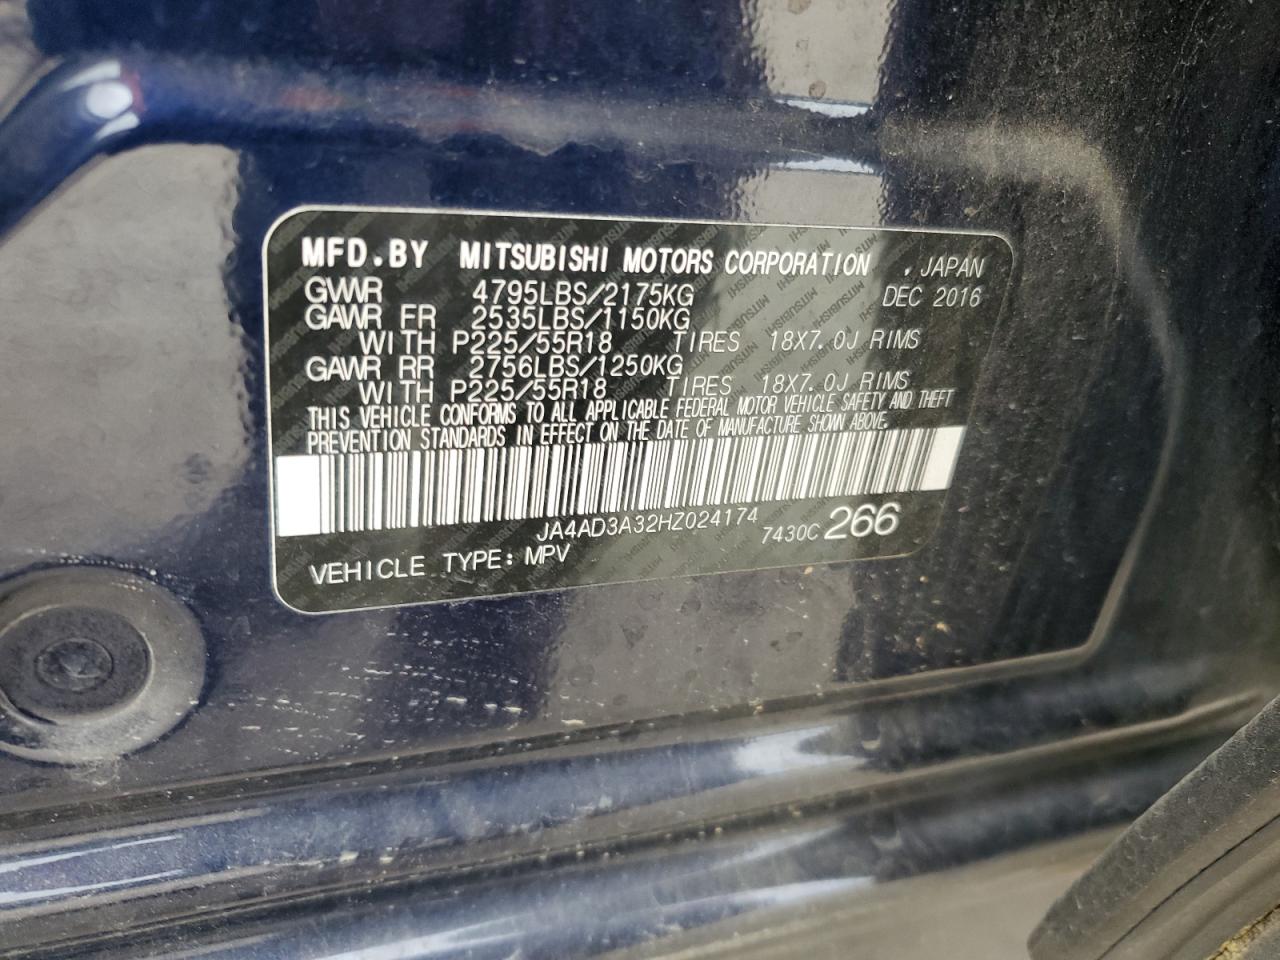 MFD.BY MITSUBISHI MOTORS CORPORATION , JAPAN
GVWR 4795LBS/2175KG DEC 2016
GAWR FR 2535LBS/1150KG
WITH P225/55R18 TIRES 18X7.0J RIMS
GAWR RR 2756LBS/1250KG
WITH P225/55R18 TIRES 18X7.0J RIMS
THIS VEHICLE CONFORMS TO ALL APPLICABLE FEDERAL MOTOR VEHICLE SAFETY AND THEFT
PREVENTION STANDARDS IN EFFECT ON THE DATE OF MANUFACTURE SHOWN ABOVE.
JA4AD3A32HZ024174 7430C 266
VEHICLE TYPE: MPV